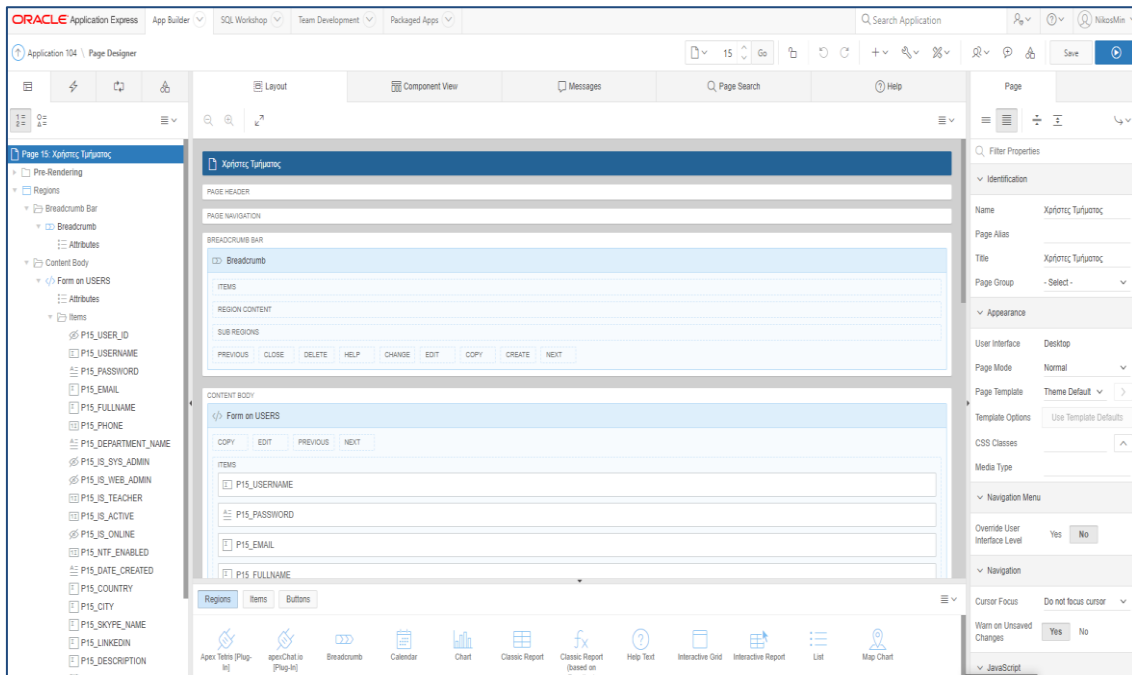 ORACLE Application Express App Builder SQL Workshop Team Development Packaged Apps Search Application NikosMin
Application 104 \ Page Designer 15 Go Save
Layout Component View Messages Page Search Help Page
Page 15: Χρήστες Τμήματος
Pre-Rendering
Regions
Breadcrumb Bar
Breadcrumb
Attributes
Content Body
Form on USERS
Attributes
Items
P15_USER_ID
P15_USERNAME
P15_PASSWORD
P15_EMAIL
P15_FULLNAME
P15_PHONE
P15_DEPARTMENT_NAME
P15_IS_SYS_ADMIN
P15_IS_WEB_ADMIN
P15_IS_TEACHER
P15_IS_ACTIVE
P15_IS_ONLINE
P15_NTF_ENABLED
P15_DATE_CREATED
P15_COUNTRY
P15_CITY
P15_SKYPE_NAME
P15_LINKEDIN
P15_DESCRIPTION
Χρήστες Τμήματος
PAGE HEADER
PAGE NAVIGATION
BREADCRUMB BAR
Breadcrumb
ITEMS
REGION CONTENT
SUB REGIONS
PREVIOUS CLOSE DELETE HELP CHANGE EDIT COPY CREATE NEXT
CONTENT BODY
Form on USERS
COPY EDIT PREVIOUS NEXT
ITEMS
P15_USERNAME
P15_PASSWORD
P15_EMAIL
P15_FULLNAME
Regions Items Buttons
Apex Tetris [Plug-In]
apexChat.io [Plug-In]
Breadcrumb
Calendar
Chart
Classic Report
Classic Report (based on
Help Text
Interactive Grid
Interactive Report
List
Map Chart
Filter Properties
Identification
Name Χρήστες Τμήματος
Page Alias
Title Χρήστες Τμήματος
Page Group - Select -
Appearance
User Interface Desktop
Page Mode Normal
Page Template Theme Default
Template Options Use Template Defaults
CSS Classes
Media Type
Navigation Menu
Override User Interface Level Yes No
Navigation
Cursor Focus Do not focus cursor
Warn on Unsaved Changes Yes No
JavaScript